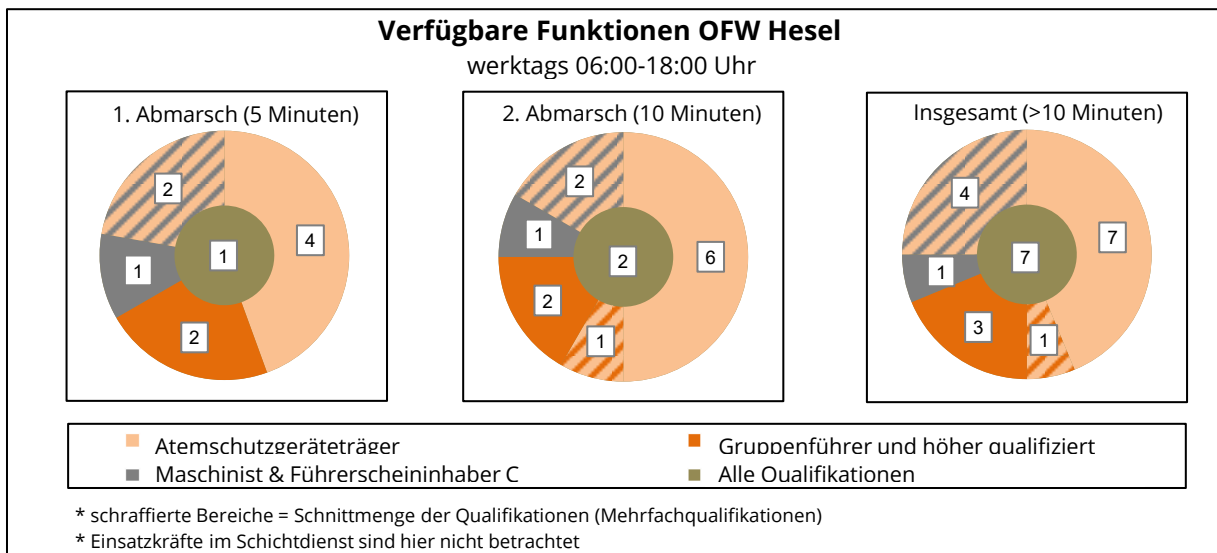 Verfügbare Funktionen OFW Hesel
werktags 06:00-18:00 Uhr
1. Abmarsch (5 Minuten)
2
4
1
1
2
2. Abmarsch (10 Minuten)
2
1
6
2
2
1
Insgesamt (>10 Minuten)
4
7
7
1
3
1
Atemschutzgeräteträger
Gruppenführer und höher qualifiziert
Maschinist & Führerscheininhaber C
Alle Qualifikationen
* schraffierte Bereiche = Schnittmenge der Qualifikationen (Mehrfachqualifikationen)
* Einsatzkräfte im Schichtdienst sind hier nicht betrachtet